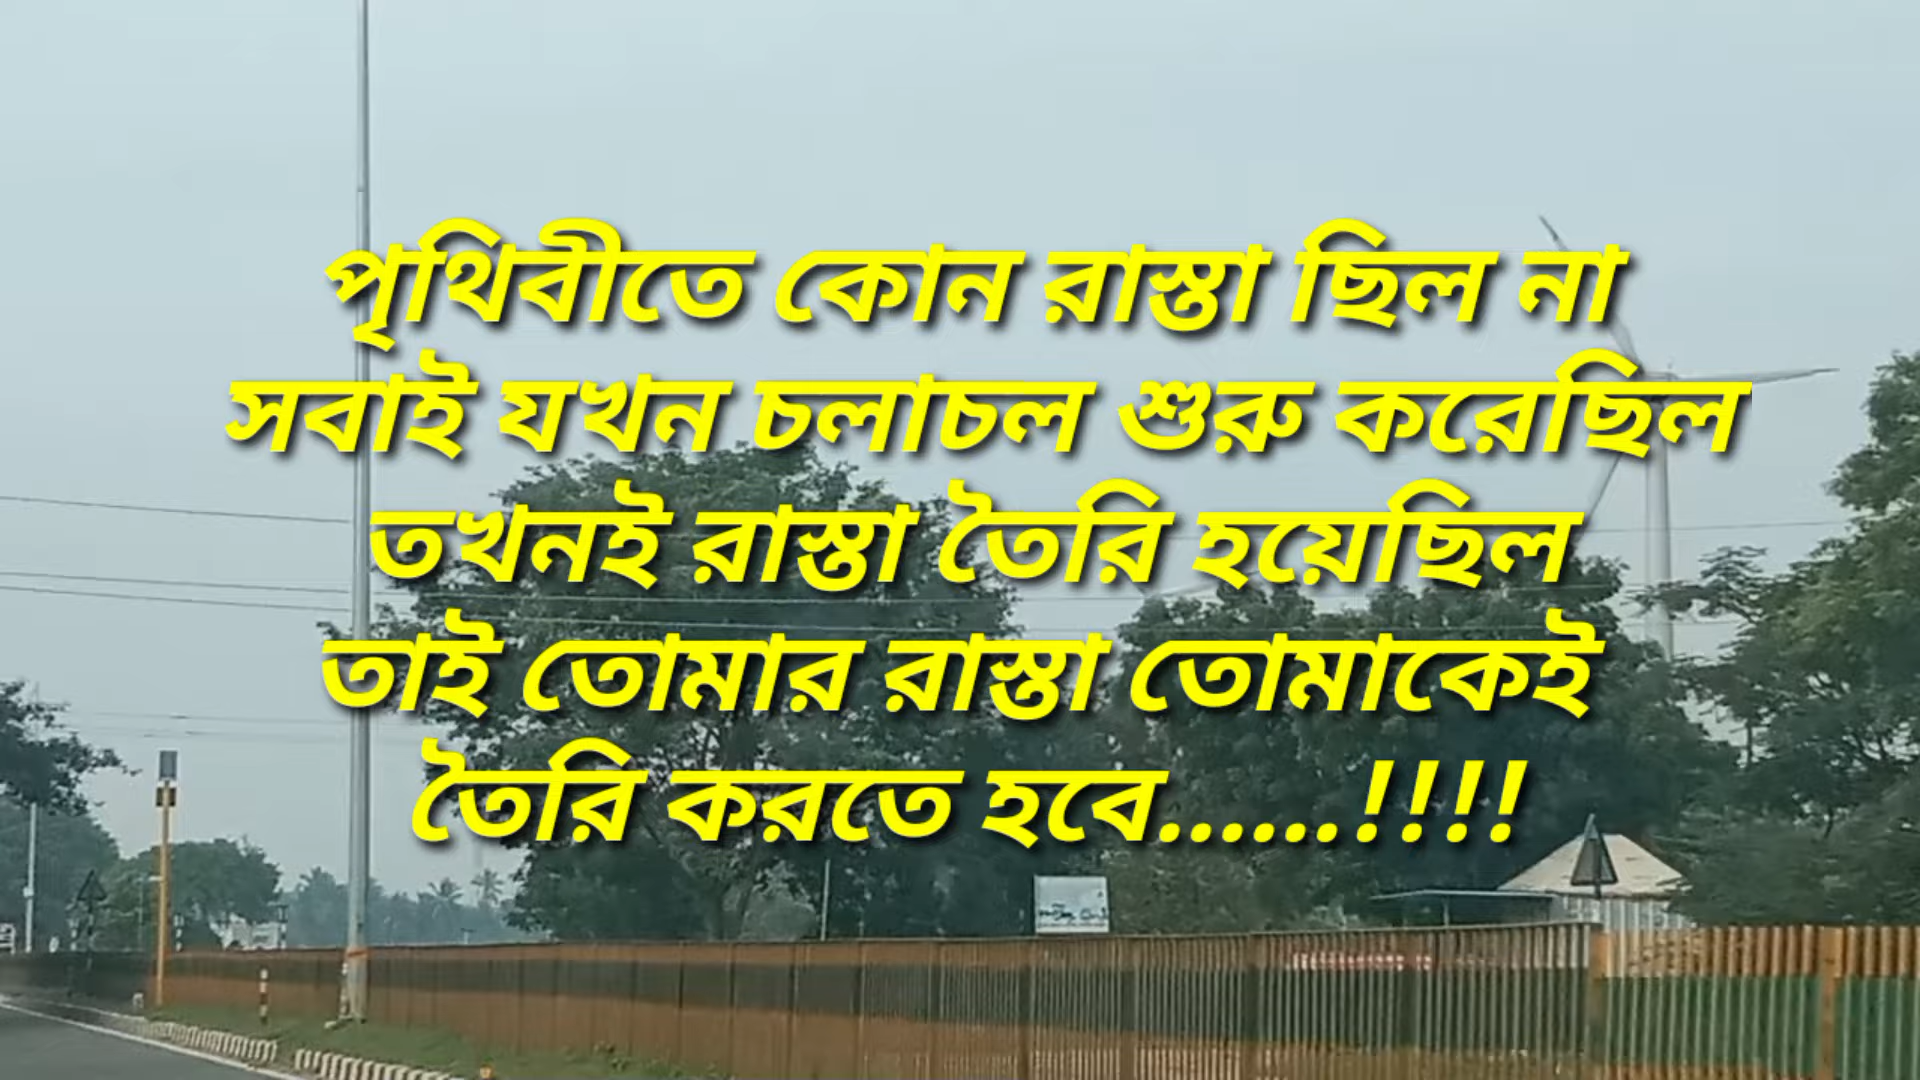 পৃথিবীতে কোন রাস্তা ছিল না
সবাই যখন চলাচল শুরু করেছিল
তখনই রাস্তা তৈরি হয়েছিল
তাই তোমার রাস্তা তোমাকেই
তৈরি করতে হবে......!!!!